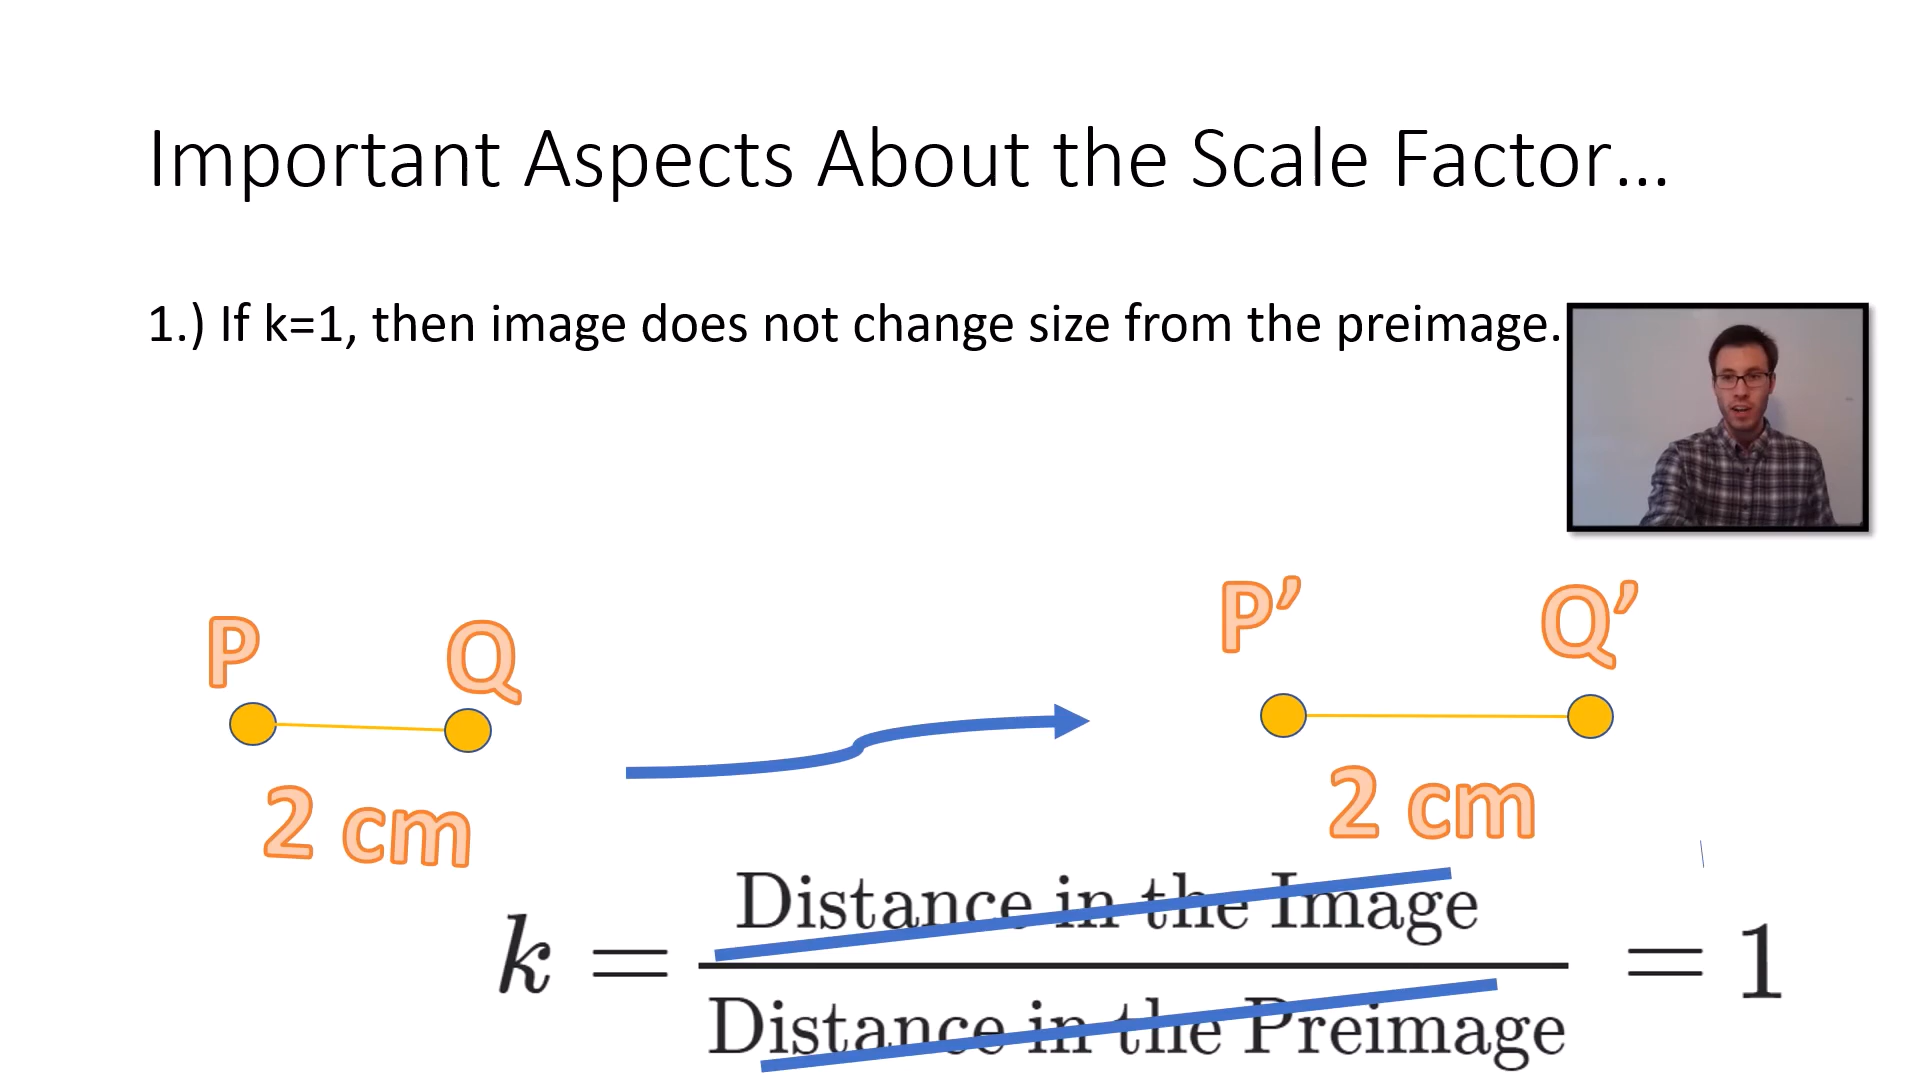 Important Aspects About the Scale Factor...
1.) If k=1, then image does not change size from the preimage.
P Q
P’ Q’
2 cm
2 cm
k = Distance in the Image / Distance in the Preimage = 1